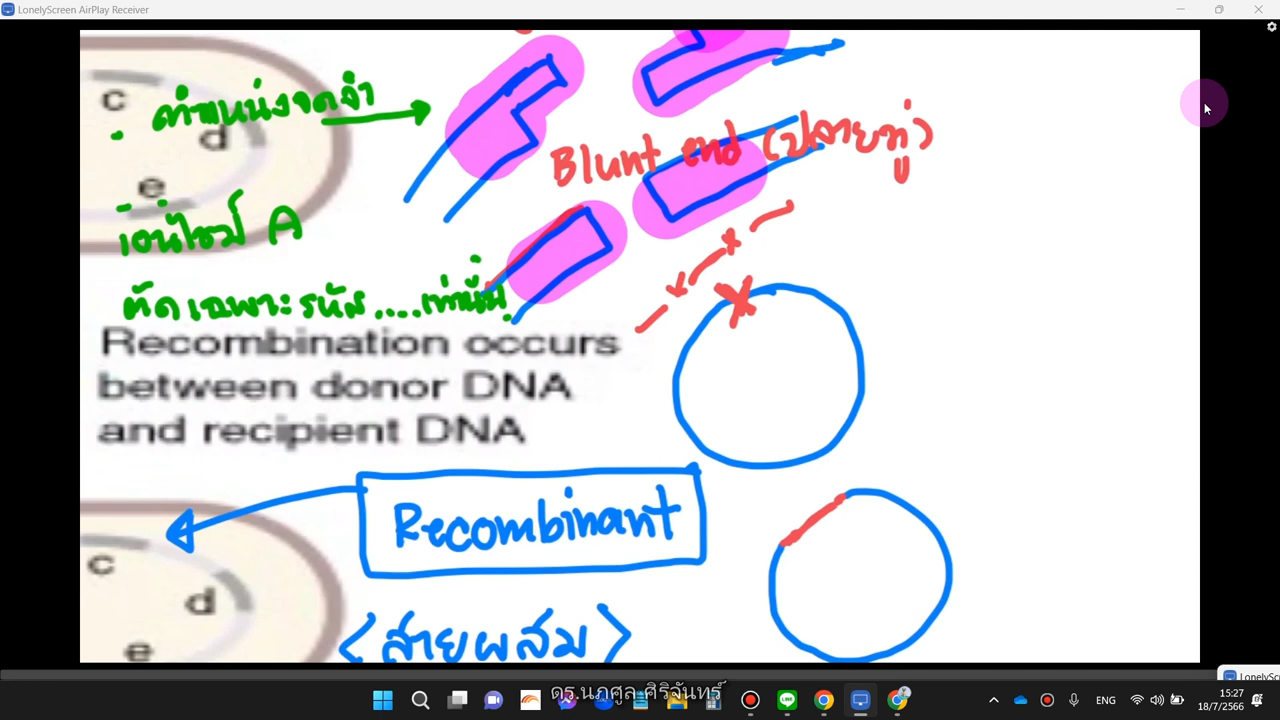 LonelyScreen AirPlay Receiver
c
ตำแหน่งจดจำ
d
e
Blunt end (ปลายทู่)
เอนไซม์ A
ตัดเฉพาะรหัส....เท่านั้น
Recombination occurs
between donor DNA
and recipient DNA
Recombinant
c
d
e
<สายผสม>
LonelyS
ดร.นภศูล ศิริจันทร์
ENG
15:27
18/7/2566